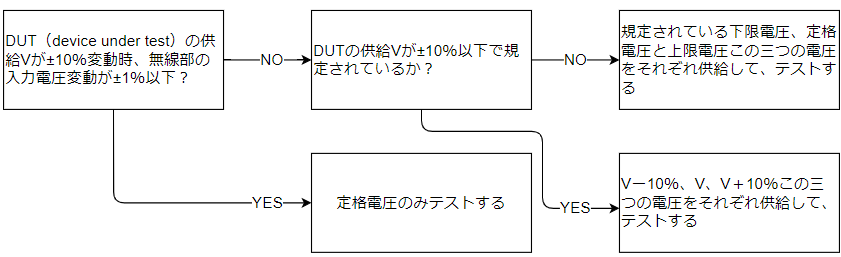 DUT（device under test）の供
給Vが±10%変動時、無線部の
入力電圧変動が±1%以下？
NO
DUTの供給Vが±10%以下で規
定されているか？
NO
規定されている下限電圧、定格
電圧と上限電圧この三つの電圧
をそれぞれ供給して、テストす
る
YES
定格電圧のみテストする
YES
V－10%、V、V＋10%この三
つの電圧をそれぞれ供給して、
テストする